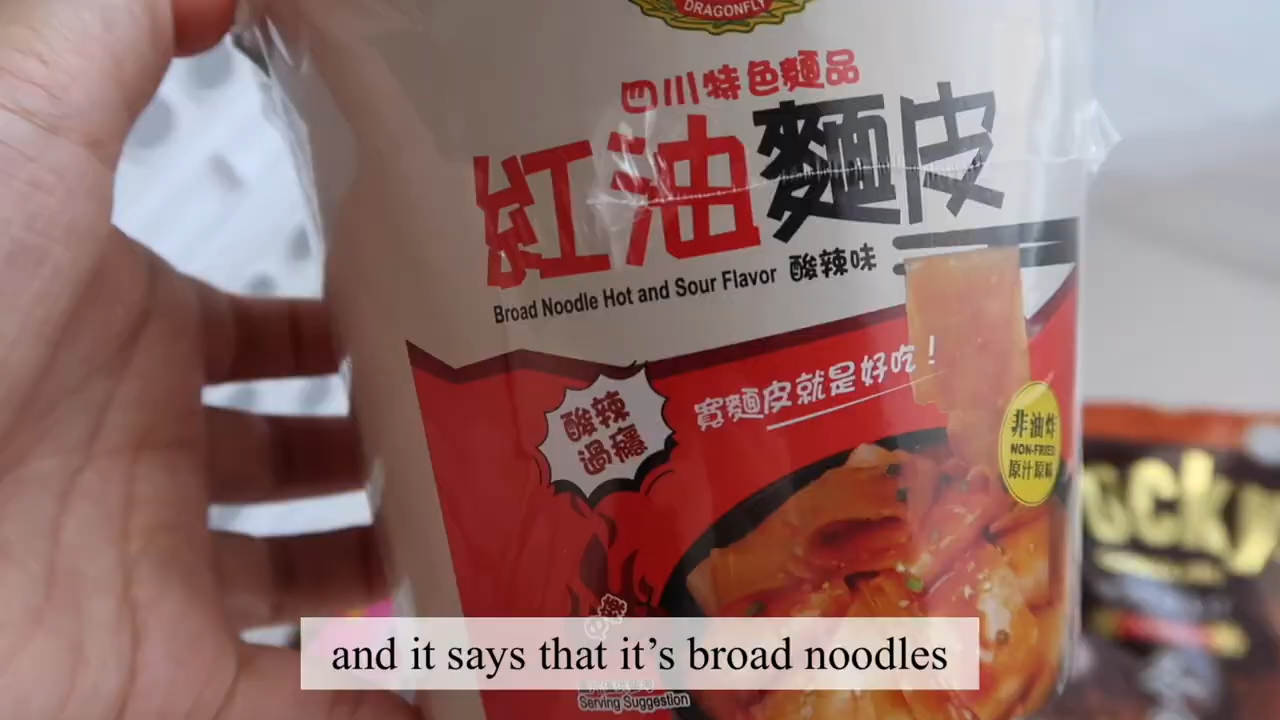 DRAGONFLY
四川特色麵品
紅油麵皮
Broad Noodle Hot and Sour Flavor 酸辣味
寬麵皮就是好吃！
酸辣
過癮
非油炸
NON-FRIED
原汁原味
ocky
and it says that it’s broad noodles
Serving Suggestion